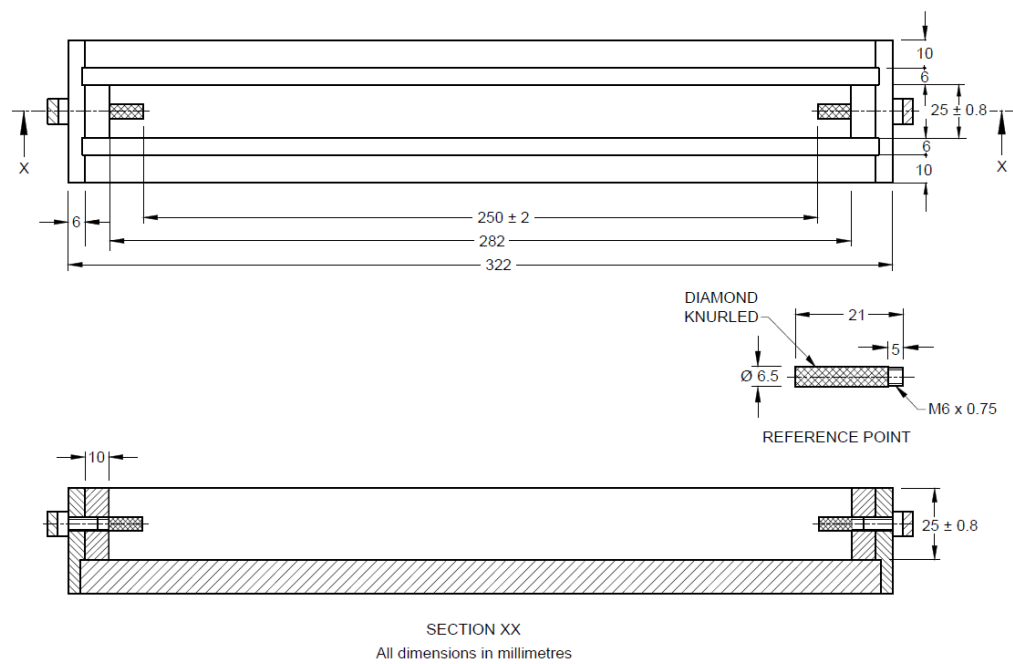 10
6
25 ± 0.8
6
10
X
X
6
250 ± 2
282
322
DIAMOND
KNURLED
21
5
Ø 6.5
M6 x 0.75
REFERENCE POINT
10
25 ± 0.8
SECTION XX
All dimensions in millimetres